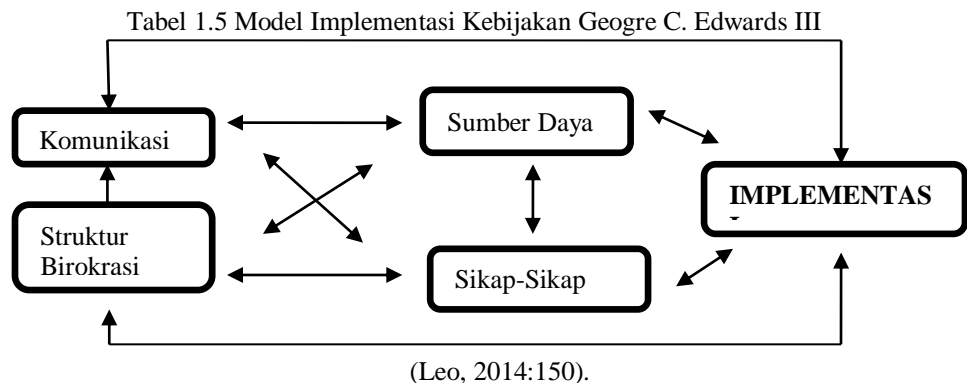 Tabel 1.5 Model Implementasi Kebijakan Geogre C. Edwards III
Komunikasi
Sumber Daya
IMPLEMENTAS
Struktur
Birokrasi
Sikap-Sikap
(Leo, 2014:150).